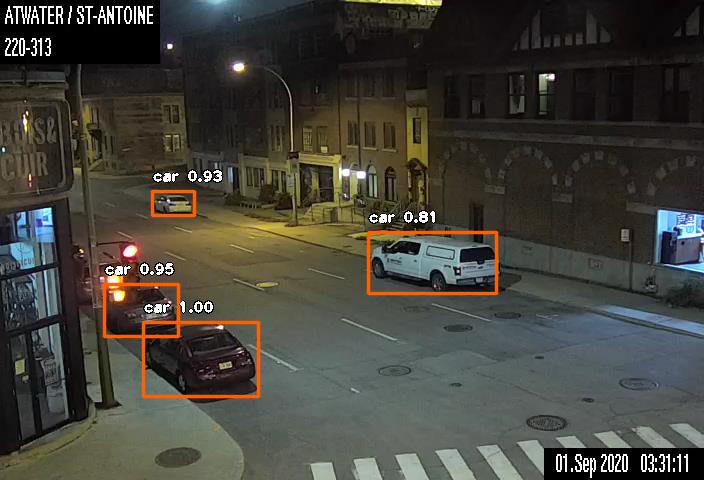 ATWATER / ST-ANTOINE
220-313
CUIR
car 0.93
car 0.81
car 0.95
car 1.00
01.Sep 2020 03:31:11